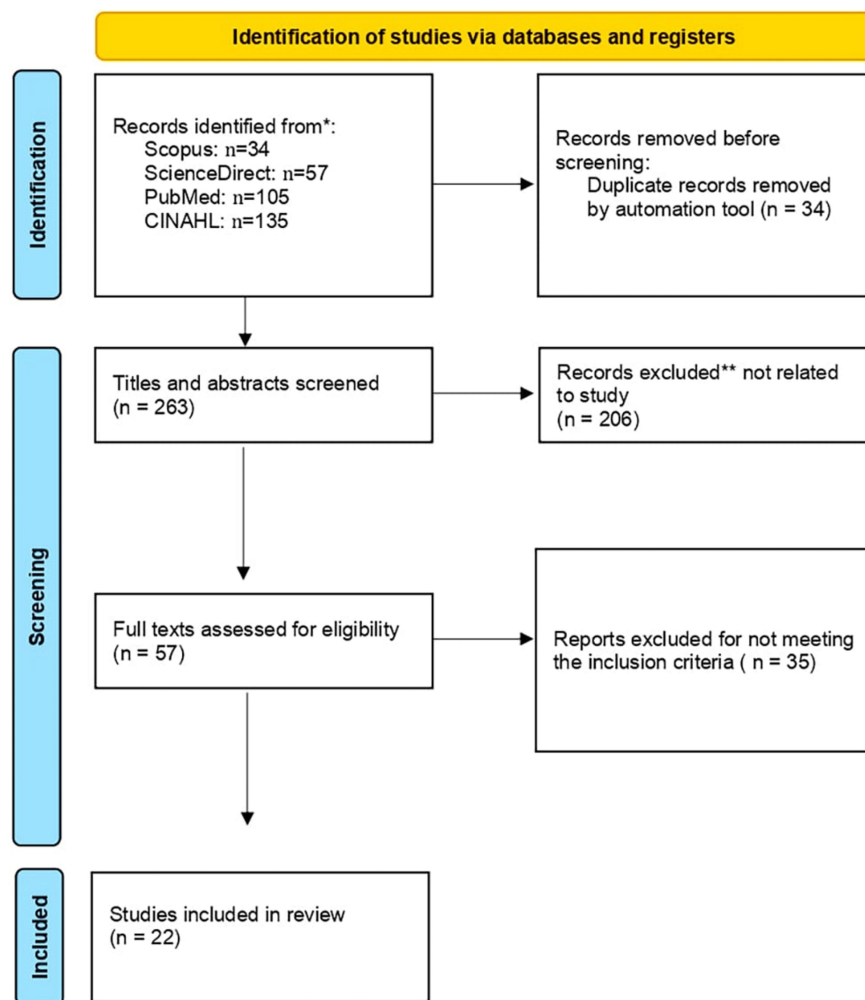 Identification of studies via databases and registers
Identification
Records identified from*:
Scopus: n=34
ScienceDirect: n=57
PubMed: n=105
CINAHL: n=135
Records removed before
screening:
Duplicate records removed
by automation tool (n = 34)
Screening
Titles and abstracts screened
(n = 263)
Records excluded** not related
to study
(n = 206)
Full texts assessed for eligibility
(n = 57)
Reports excluded for not meeting
the inclusion criteria ( n = 35)
Included
Studies included in review
(n = 22)